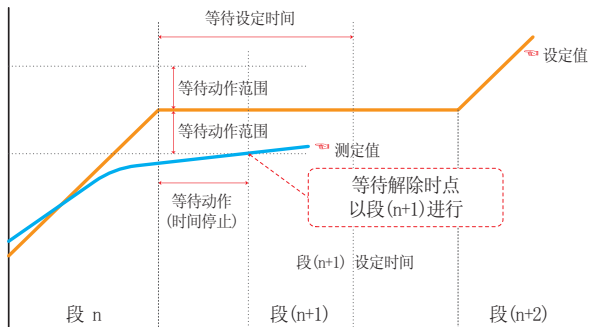 等待设定时间
☜ 设定值
等待动作范围
等待动作范围
☜ 测定值
等待解除时点
以段(n+1)进行
等待动作
(时间停止)
段(n+1) 设定时间
段 n
段(n+1)
段(n+2)